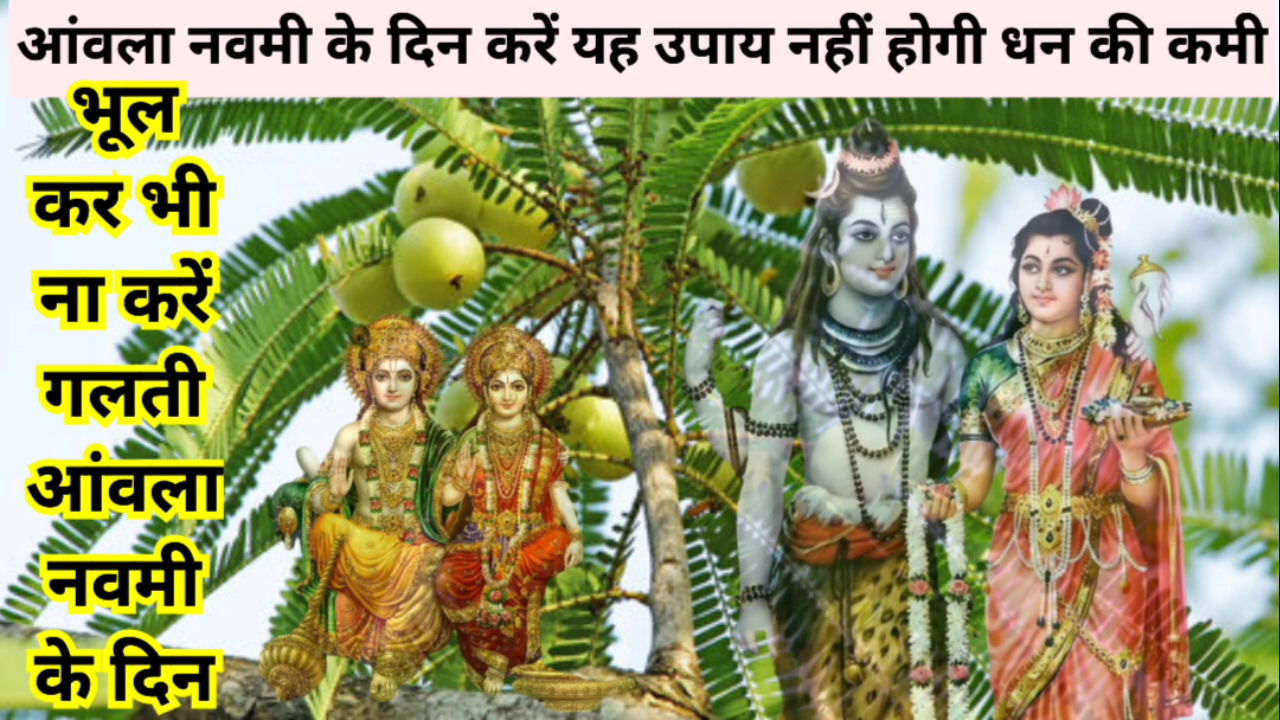 आंवला नवमी के दिन करें यह उपाय नहीं होगी धन की कमी
भूल
कर भी
ना करें
गलती
आंवला
नवमी
के दिन